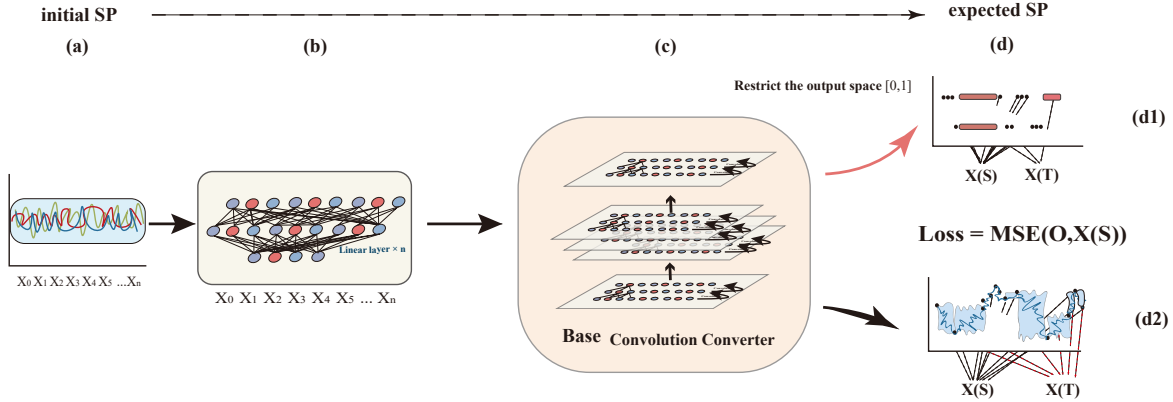 initial SP
expected SP
(a)
(b)
(c)
(d)
Restrict the output space [0,1]
(d1)
X(S)
X(T)
Linear layer × n
Loss = MSE(O,X(S))
X₀ X₁ X₂ X₃ X₄ X₅ ...Xₙ
X₀ X₁ X₂ X₃ X₄ X₅ ... Xₙ
(d2)
Base Convolution Converter
X(S)
X(T)